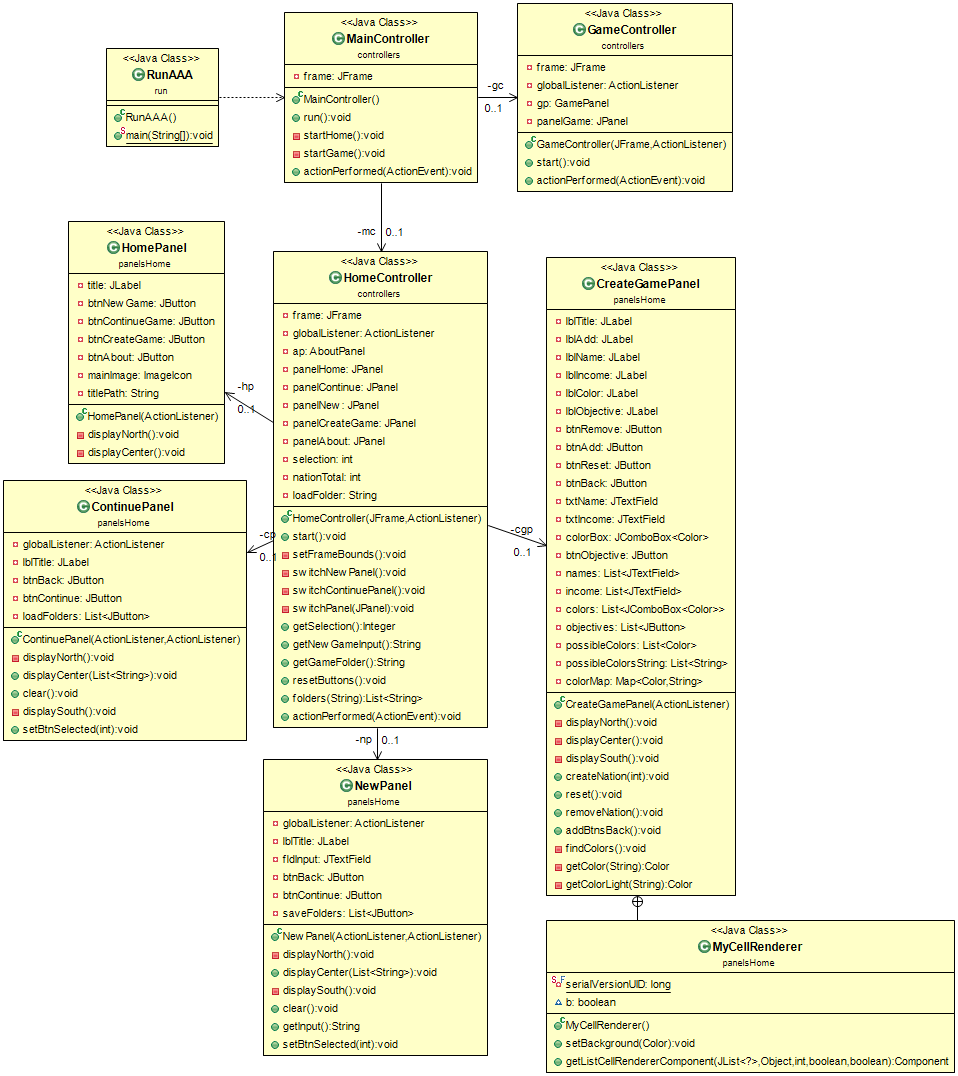 <<Java Class>>
RunAAA
run
RunAAA()
main(String[]):void
<<Java Class>>
MainController
controllers
frame: JFrame
MainController()
run():void
startHome():void
startGame():void
actionPerformed(ActionEvent):void
-gc
0..1
<<Java Class>>
GameController
controllers
frame: JFrame
globalListener: ActionListener
gp: GamePanel
panelGame: JPanel
GameController(JFrame,ActionListener)
start():void
actionPerformed(ActionEvent):void
-mc
0..1
<<Java Class>>
HomePanel
panelsHome
title: JLabel
btnNewGame: JButton
btnContinueGame: JButton
btnCreateGame: JButton
btnAbout: JButton
mainImage: ImageIcon
titlePath: String
HomePanel(ActionListener)
displayNorth():void
displayCenter():void
-hp
0..1
<<Java Class>>
HomeController
controllers
frame: JFrame
globalListener: ActionListener
ap: AboutPanel
panelHome: JPanel
panelContinue: JPanel
panelNew: JPanel
panelCreateGame: JPanel
panelAbout: JPanel
selection: int
nationTotal: int
loadFolder: String
HomeController(JFrame,ActionListener)
start():void
setFrameBounds():void
switchNewPanel():void
switchContinuePanel():void
switchPanel(JPanel):void
getSelection():Integer
getNewGameInput():String
getGameFolder():String
resetButtons():void
folders(String):List<String>
actionPerformed(ActionEvent):void
-cp
0..1
-cgp
0..1
<<Java Class>>
ContinuePanel
panelsHome
globalListener: ActionListener
lblTitle: JLabel
btnBack: JButton
btnContinue: JButton
loadFolders: List<JButton>
ContinuePanel(ActionListener,ActionListener)
displayNorth():void
displayCenter(List<String>):void
clear():void
displaySouth():void
setBtnSelected(int):void
<<Java Class>>
CreateGamePanel
panelsHome
lblTitle: JLabel
lblAdd: JLabel
lblName: JLabel
lblIncome: JLabel
lblColor: JLabel
lblObjective: JLabel
btnRemove: JButton
btnAdd: JButton
btnReset: JButton
btnBack: JButton
txtName: JTextField
txtIncome: JTextField
colorBox: JComboBox<Color>
btnObjective: JButton
names: List<JTextField>
income: List<JTextField>
colors: List<JComboBox<Color>>
objectives: List<JButton>
possibleColors: List<Color>
possibleColorsString: List<String>
colorMap: Map<Color,String>
CreateGamePanel(ActionListener)
displayNorth():void
displayCenter():void
displaySouth():void
createNation(int):void
reset():void
removeNation():void
addBtnsBack():void
findColors():void
getColor(String):Color
getColorLight(String):Color
-np
0..1
<<Java Class>>
NewPanel
panelsHome
globalListener: ActionListener
lblTitle: JLabel
fldInput: JTextField
btnBack: JButton
btnContinue: JButton
saveFolders: List<JButton>
NewPanel(ActionListener,ActionListener)
displayNorth():void
displayCenter(List<String>):void
displaySouth():void
clear():void
getInput():String
setBtnSelected(int):void
<<Java Class>>
MyCellRenderer
panelsHome
serialVersionUID: long
b: boolean
MyCellRenderer()
setBackground(Color):void
getListCellRendererComponent(JList<?>,Object,int,boolean,boolean):Component